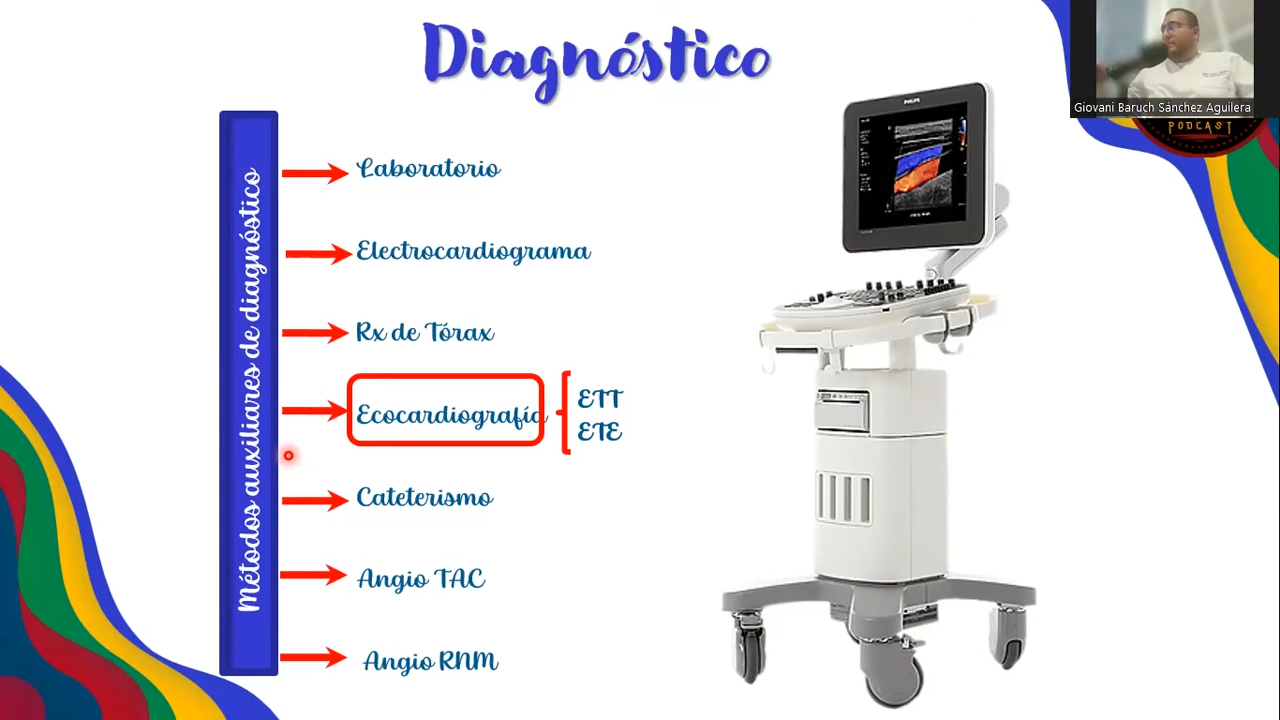 Diagnóstico
Giovani Baruch Sánchez Aguilera
PODCAST
Métodos auxiliares de diagnóstico
Laboratorio
Electrocardiograma
Rx de Tórax
Ecocardiografía
ETT
ETE
Cateterismo
Angio TAC
Angio RNM
PHILIPS